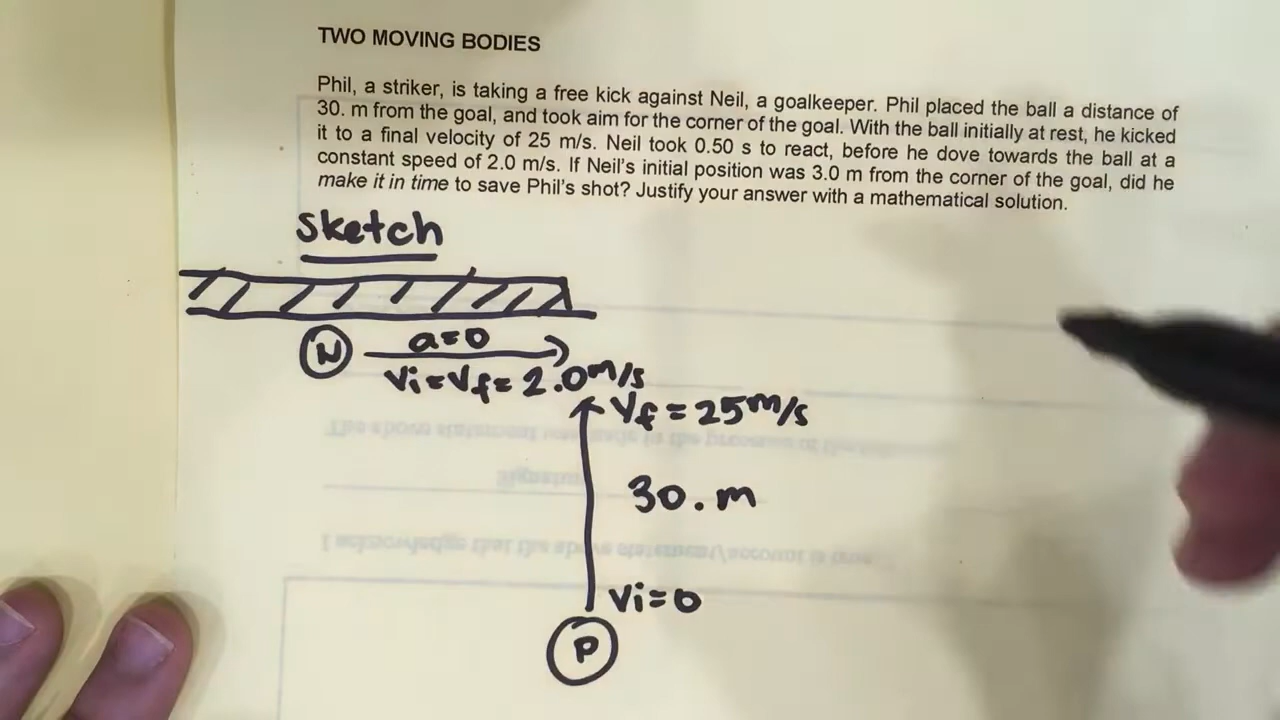 TWO MOVING BODIES
Phil, a striker, is taking a free kick against Neil, a goalkeeper. Phil placed the ball a distance of
30. m from the goal, and took aim for the corner of the goal. With the ball initially at rest, he kicked
it to a final velocity of 25 m/s. Neil took 0.50 s to react, before he dove towards the ball at a
constant speed of 2.0 m/s. If Neil's initial position was 3.0 m from the corner of the goal, did he
make it in time to save Phil's shot? Justify your answer with a mathematical solution.
Sketch
N
a=0
Vi=Vf= 2.0m/s
Vf = 25m/s
30. m
Vi=0
P